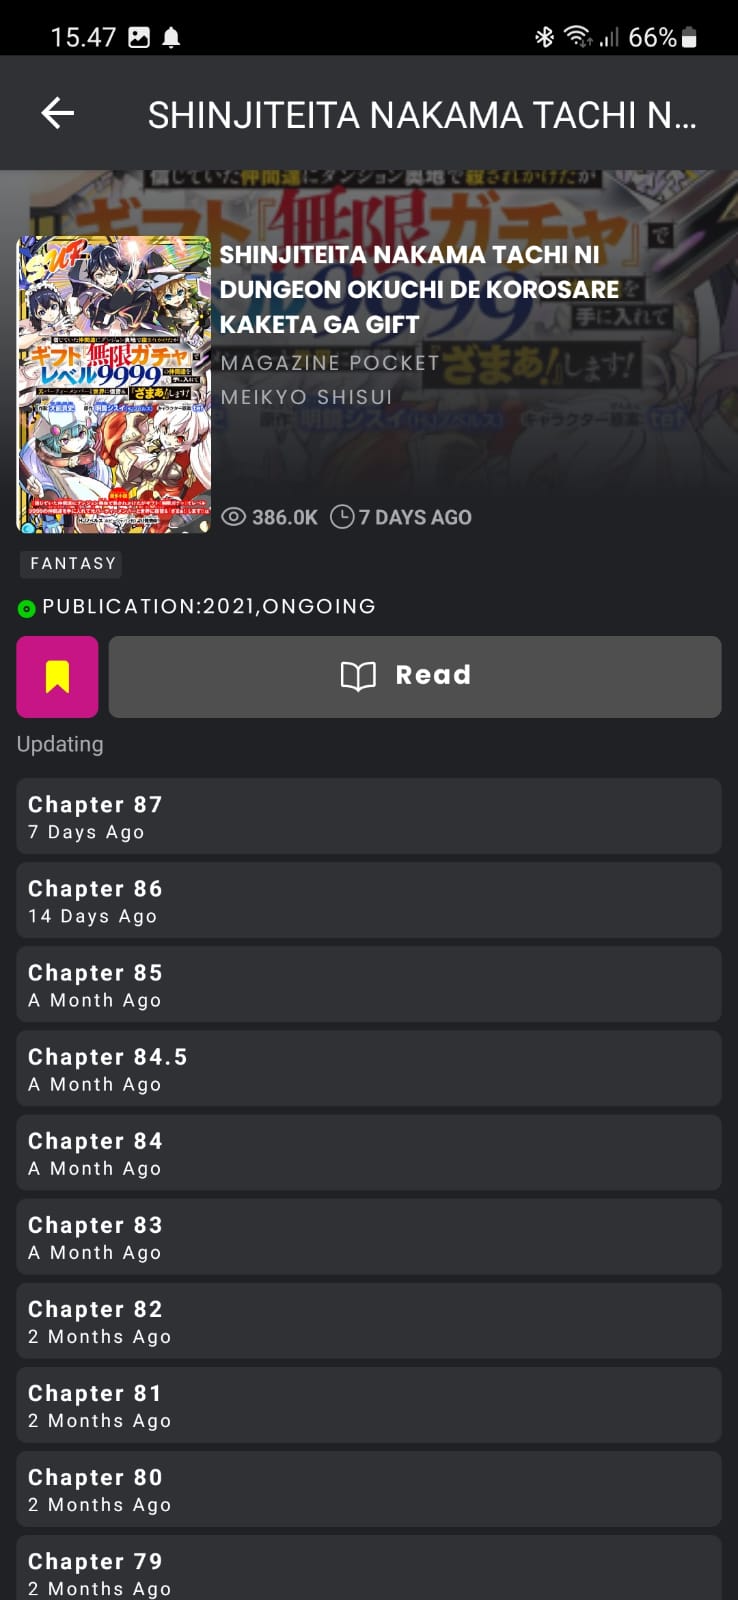 15.47
66%
SHINJITEITA NAKAMA TACHI N...
信じていた仲間達にダンジョン奥地で殺されかけたが
ギフト『無限ガチャ』で
レベル9999
手に入れて
『ざまぁ!』します!
SHINJITEITA NAKAMA TACHI NI
DUNGEON OKUCHI DE KOROSARE
KAKETA GA GIFT
MAGAZINE POCKET
MEIKYO SHISUI
386.0K
7 DAYS AGO
FANTASY
PUBLICATION:2021,ONGOING
Read
Updating
Chapter 87
7 Days Ago
Chapter 86
14 Days Ago
Chapter 85
A Month Ago
Chapter 84.5
A Month Ago
Chapter 84
A Month Ago
Chapter 83
A Month Ago
Chapter 82
2 Months Ago
Chapter 81
2 Months Ago
Chapter 80
2 Months Ago
Chapter 79
2 Months Ago